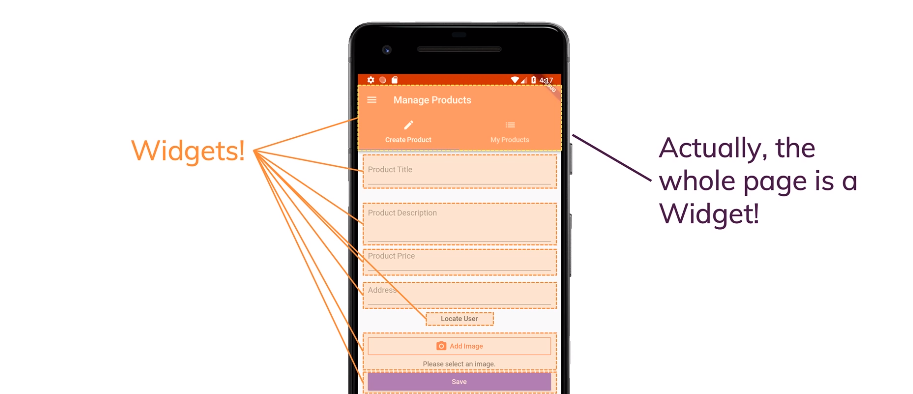 4:17
Manage Products
Create Product
My Products
Widgets!
Actually, the
whole page is a
Widget!
Product Title
Product Description
Product Price
Address
Locate User
Add Image
Please select an image.
Save